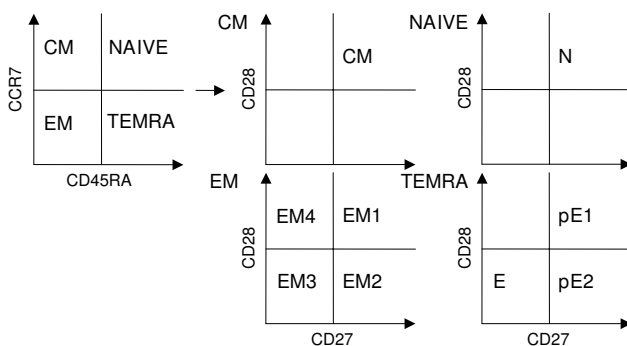 CM
NAIVE
CM
NAIVE
CM
N
CCR7
CD28
CD28
EM
TEMRA
CD45RA
EM
TEMRA
EM4
EM1
pE1
CD28
CD28
EM3
EM2
E
pE2
CD27
CD27